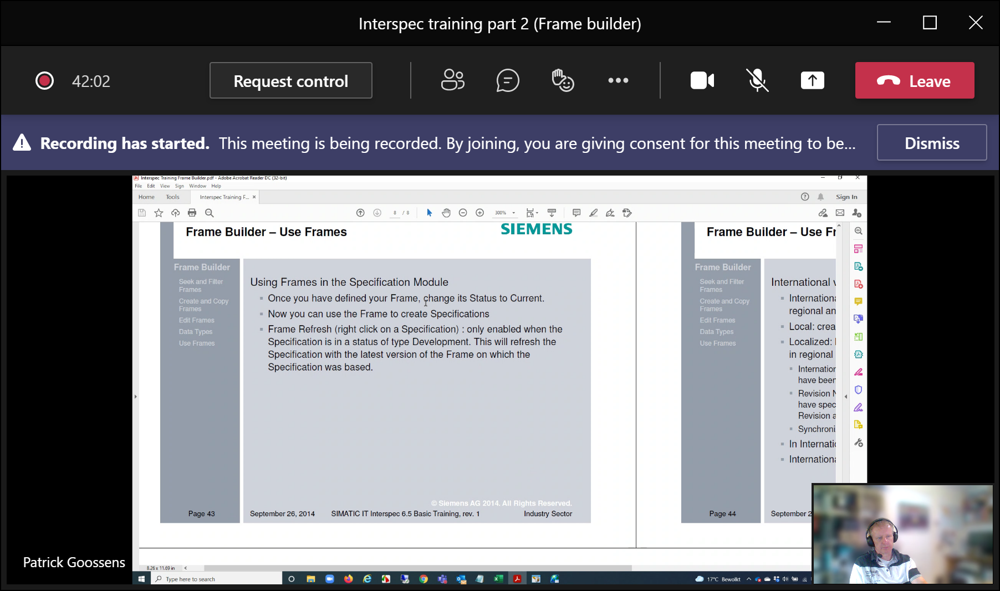 Interspec training part 2 (Frame builder)
42:02
Request control
Leave
Recording has started. This meeting is being recorded. By joining, you are giving consent for this meeting to be...
Dismiss
Interspec Training Frame Builder.pdf - Adobe Acrobat Reader DC (32-bit)
File Edit View Sign Window Help
Home Tools Interspec Training F... ×
Sign In
8 / 8
300%
Frame Builder – Use Frames
SIEMENS
Frame Builder
Seek and Filter
Frames
Create and Copy
Frames
Edit Frames
Data Types
Use Frames
Using Frames in the Specification Module
Once you have defined your Frame, change its Status to Current.
Now you can use the Frame to create Specifications
Frame Refresh (right click on a Specification) : only enabled when the
Specification is in a status of type Development. This will refresh the
Specification with the latest version of the Frame on which the
Specification was based.
© Siemens AG 2014. All Rights Reserved.
Page 43
September 26, 2014 SIMATIC IT Interspec 6.5 Basic Training, rev. 1 Industry Sector
Frame Builder – Use Fr
Frame Builder
Seek and Filter
Frames
Create and Copy
Frames
Edit Frames
Data Types
Use Frames
International v
Internationa
regional an
Local: crea
Localized:
in regional
Internation
have been
Revision N
have spec
Revision a
Synchroni
In Internatio
Internationa
Page 44
September 2
Patrick Goossens
8.26 x 11.69 in
Type here to search
17°C Bewolkt